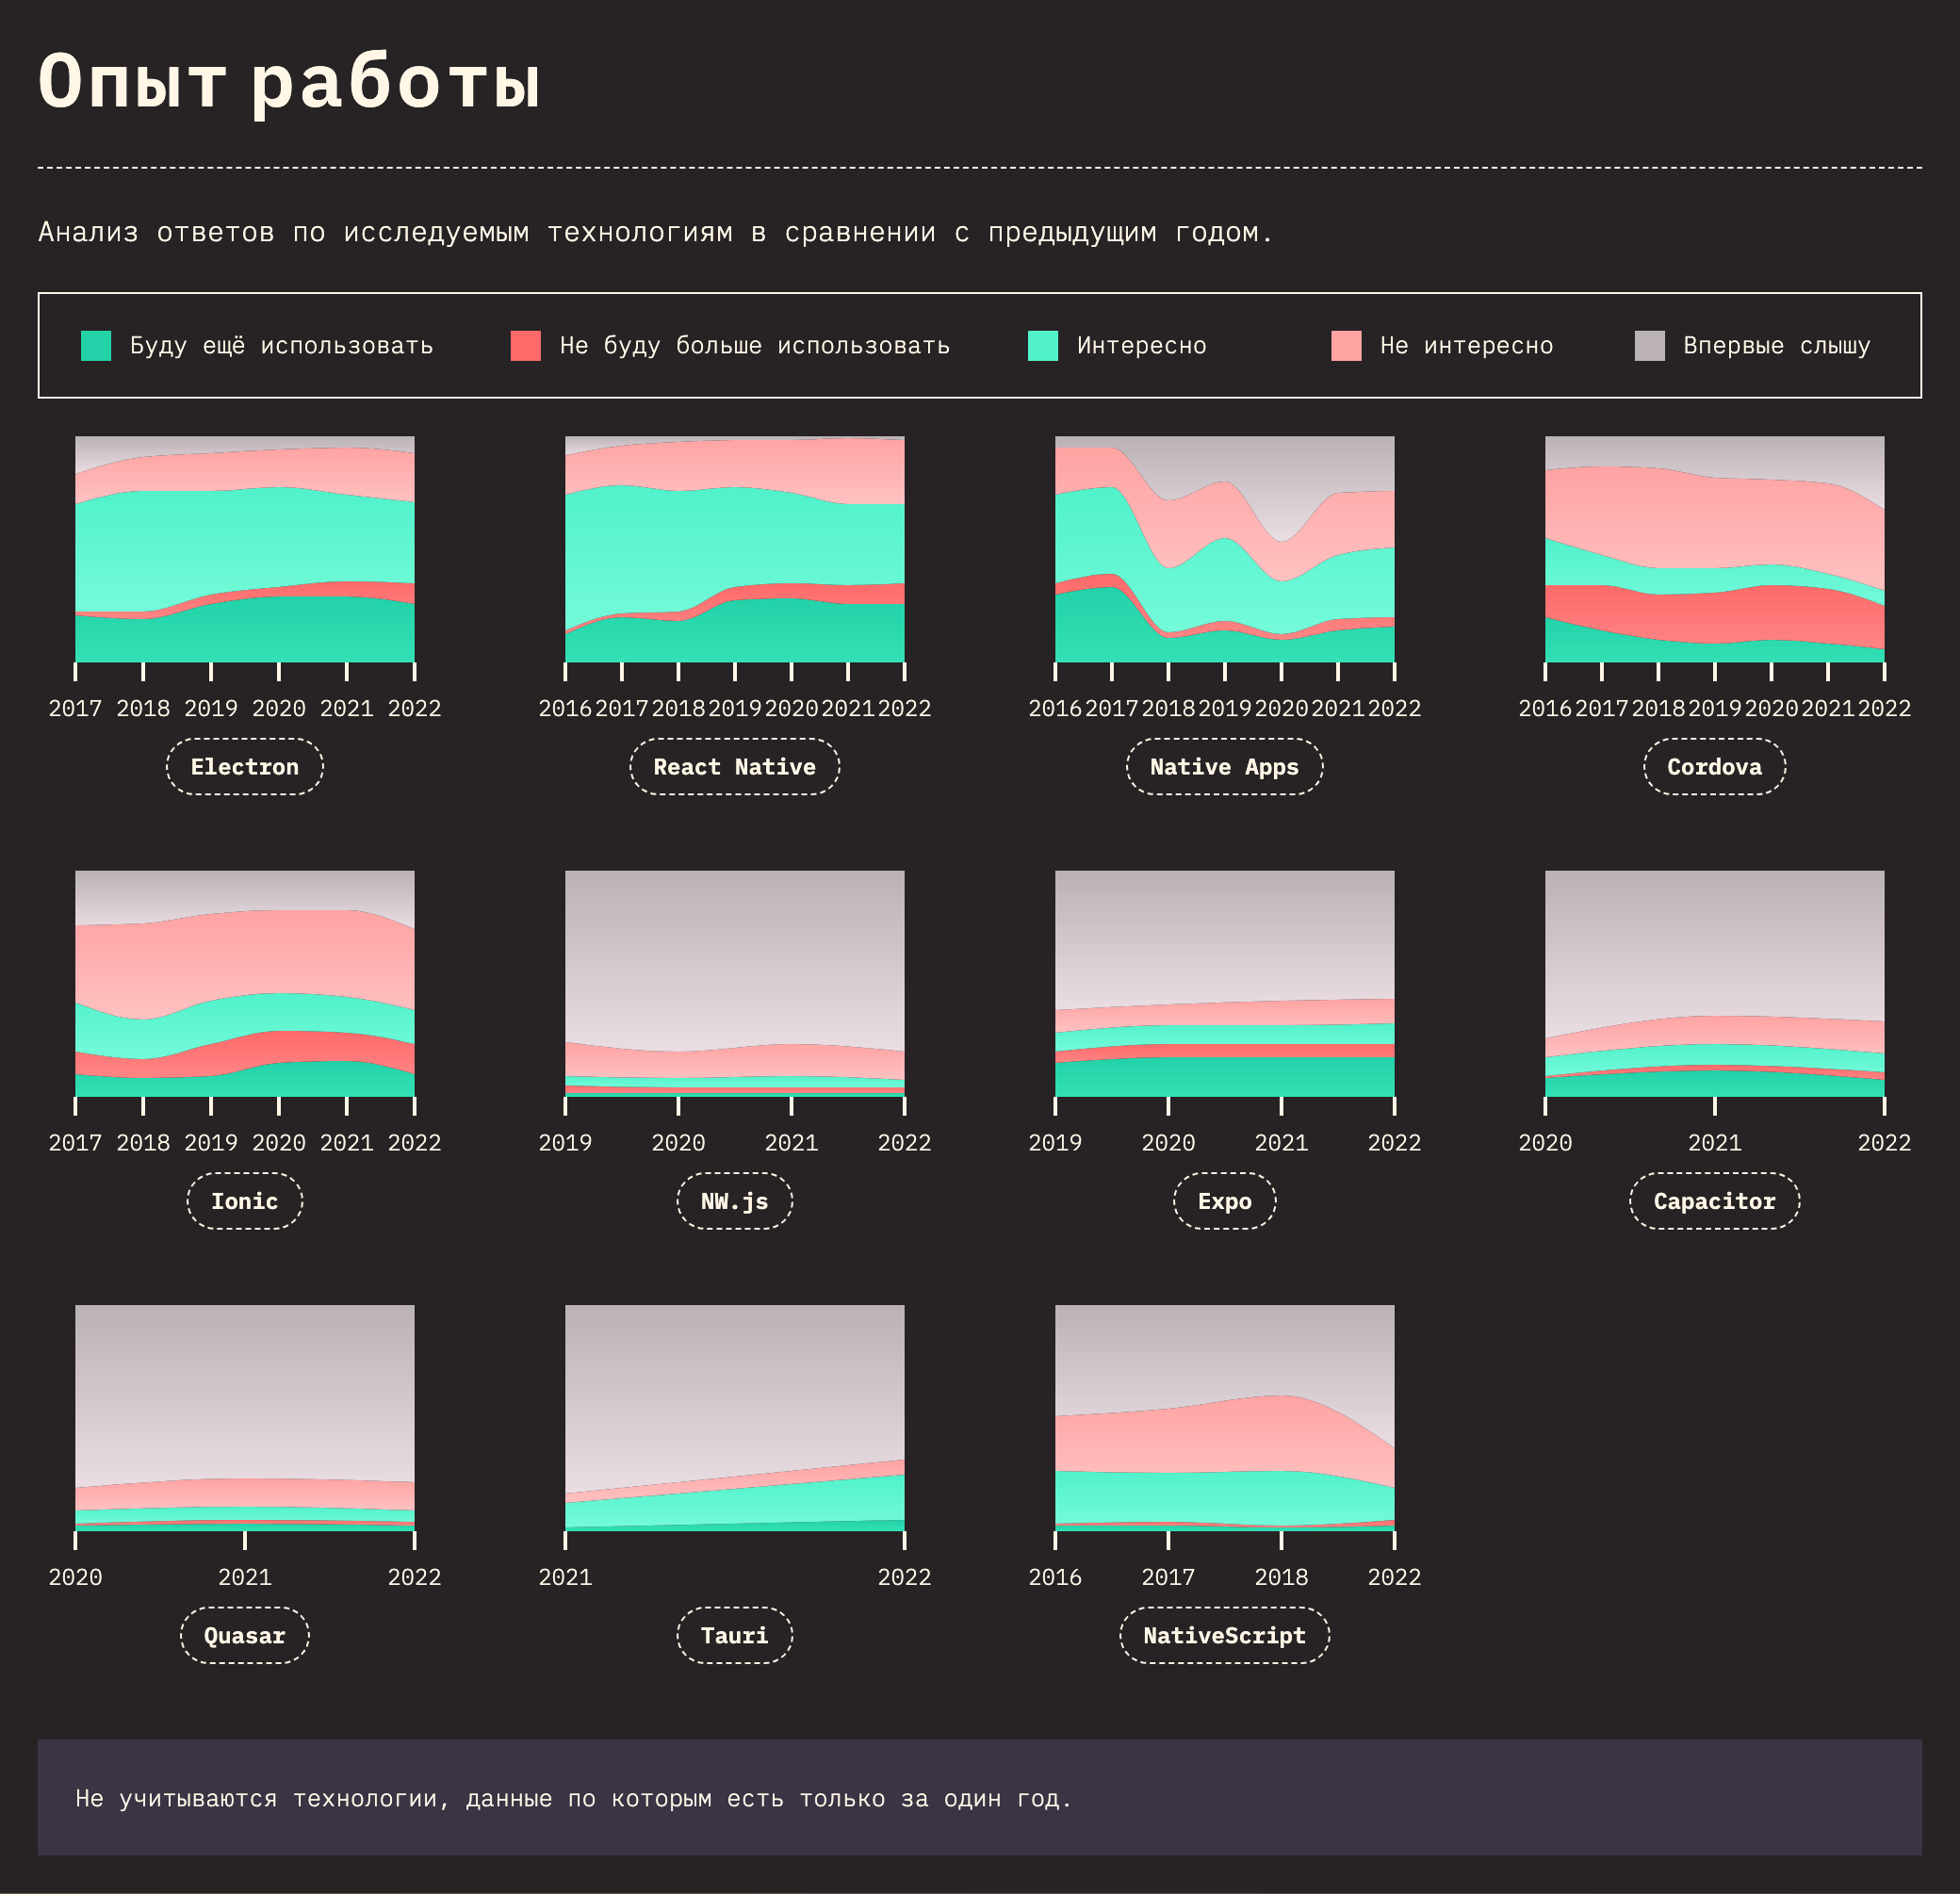 Опыт работы
Анализ ответов по исследуемым технологиям в сравнении с предыдущим годом.
Буду ещё использовать Не буду больше использовать Интересно Не интересно Впервые слышу
2017 2018 2019 2020 2021 2022 2016 2017 2018 2019 2020 2021 2022 2016 2017 2018 2019 2020 2021 2022 2016 2017 2018 2019 2020 2021 2022
Electron React Native Native Apps Cordova
2017 2018 2019 2020 2021 2022 2019 2020 2021 2022 2019 2020 2021 2022 2020 2021 2022
Ionic NW.js Expo Capacitor
2020 2021 2022 2021 2022 2016 2017 2018 2022
Quasar Tauri NativeScript
Не учитываются технологии, данные по которым есть только за один год.